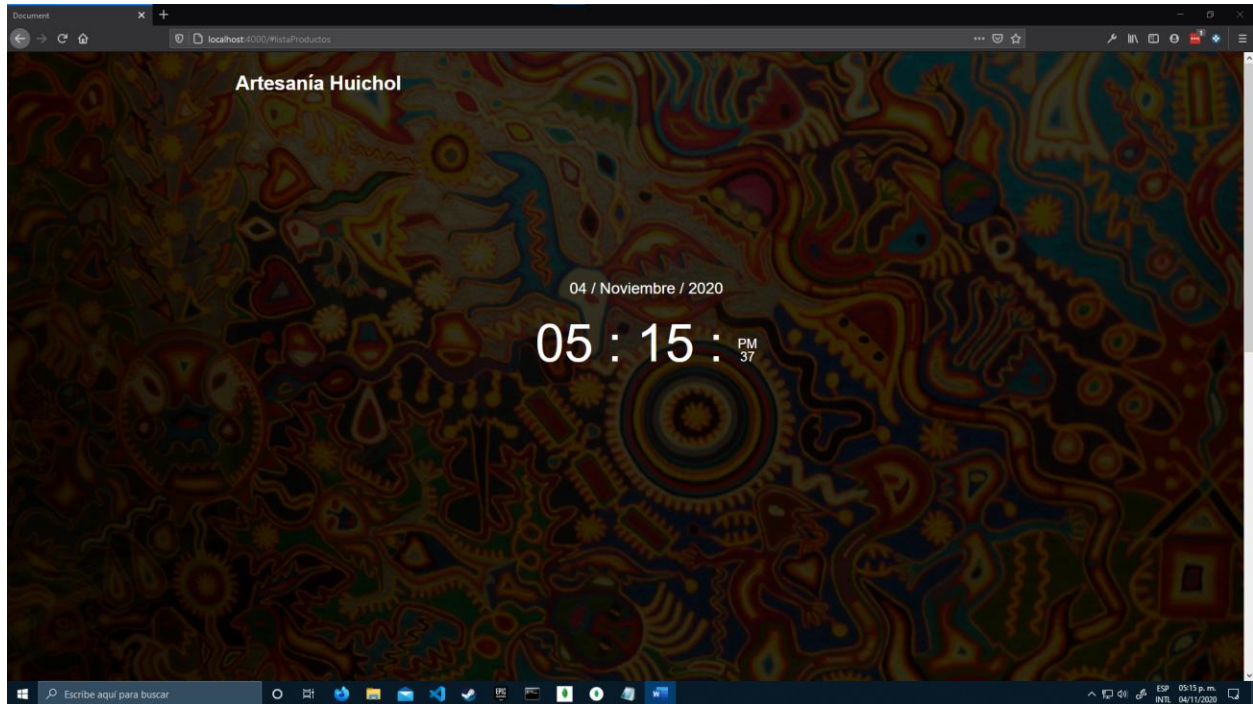 Document
localhost:4000/#listaProductos
Artesanía Huichol
04 / Noviembre / 2020
05 : 15 : PM
37
Escribe aquí para buscar
ESP 05:15 p. m.
INTL 04/11/2020